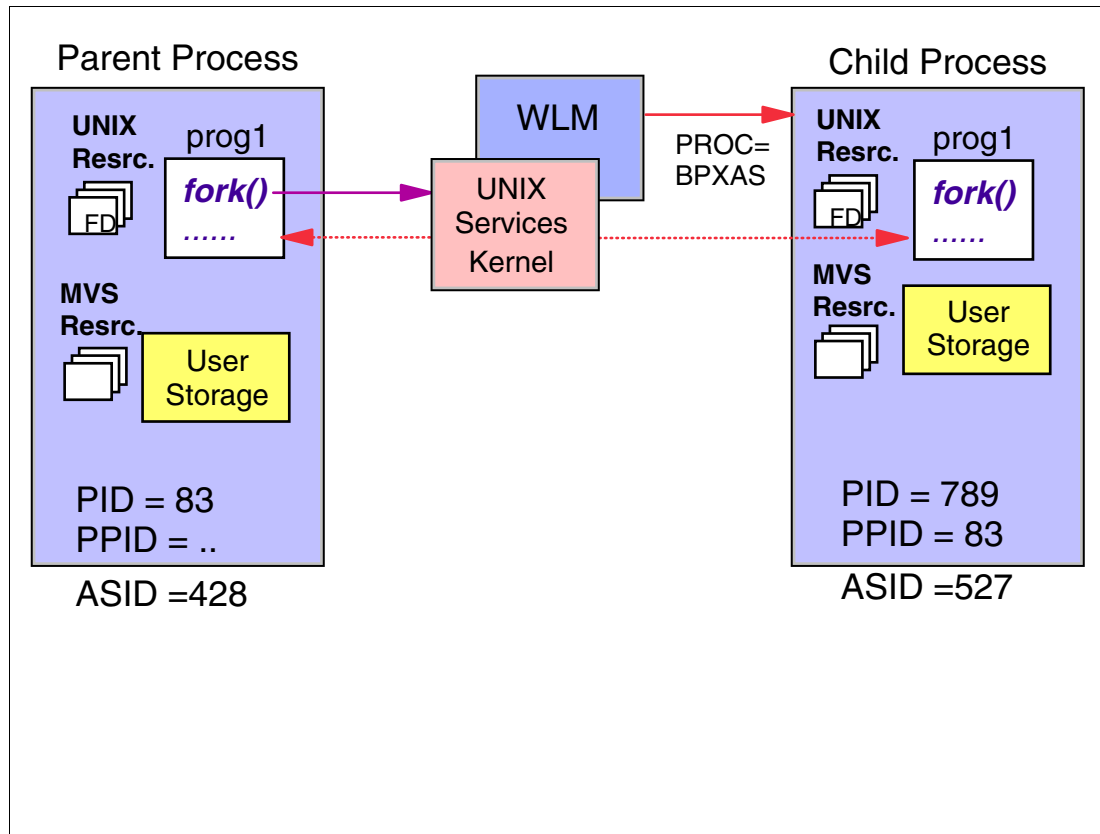 Parent Process
UNIX
Resrc.
FD
prog1
fork()
......
MVS
Resrc.
User
Storage
PID = 83
PPID = ..
ASID =428
WLM
UNIX
Services
Kernel
PROC=
BPXAS
Child Process
UNIX
Resrc.
FD
prog1
fork()
......
MVS
Resrc.
User
Storage
PID = 789
PPID = 83
ASID =527